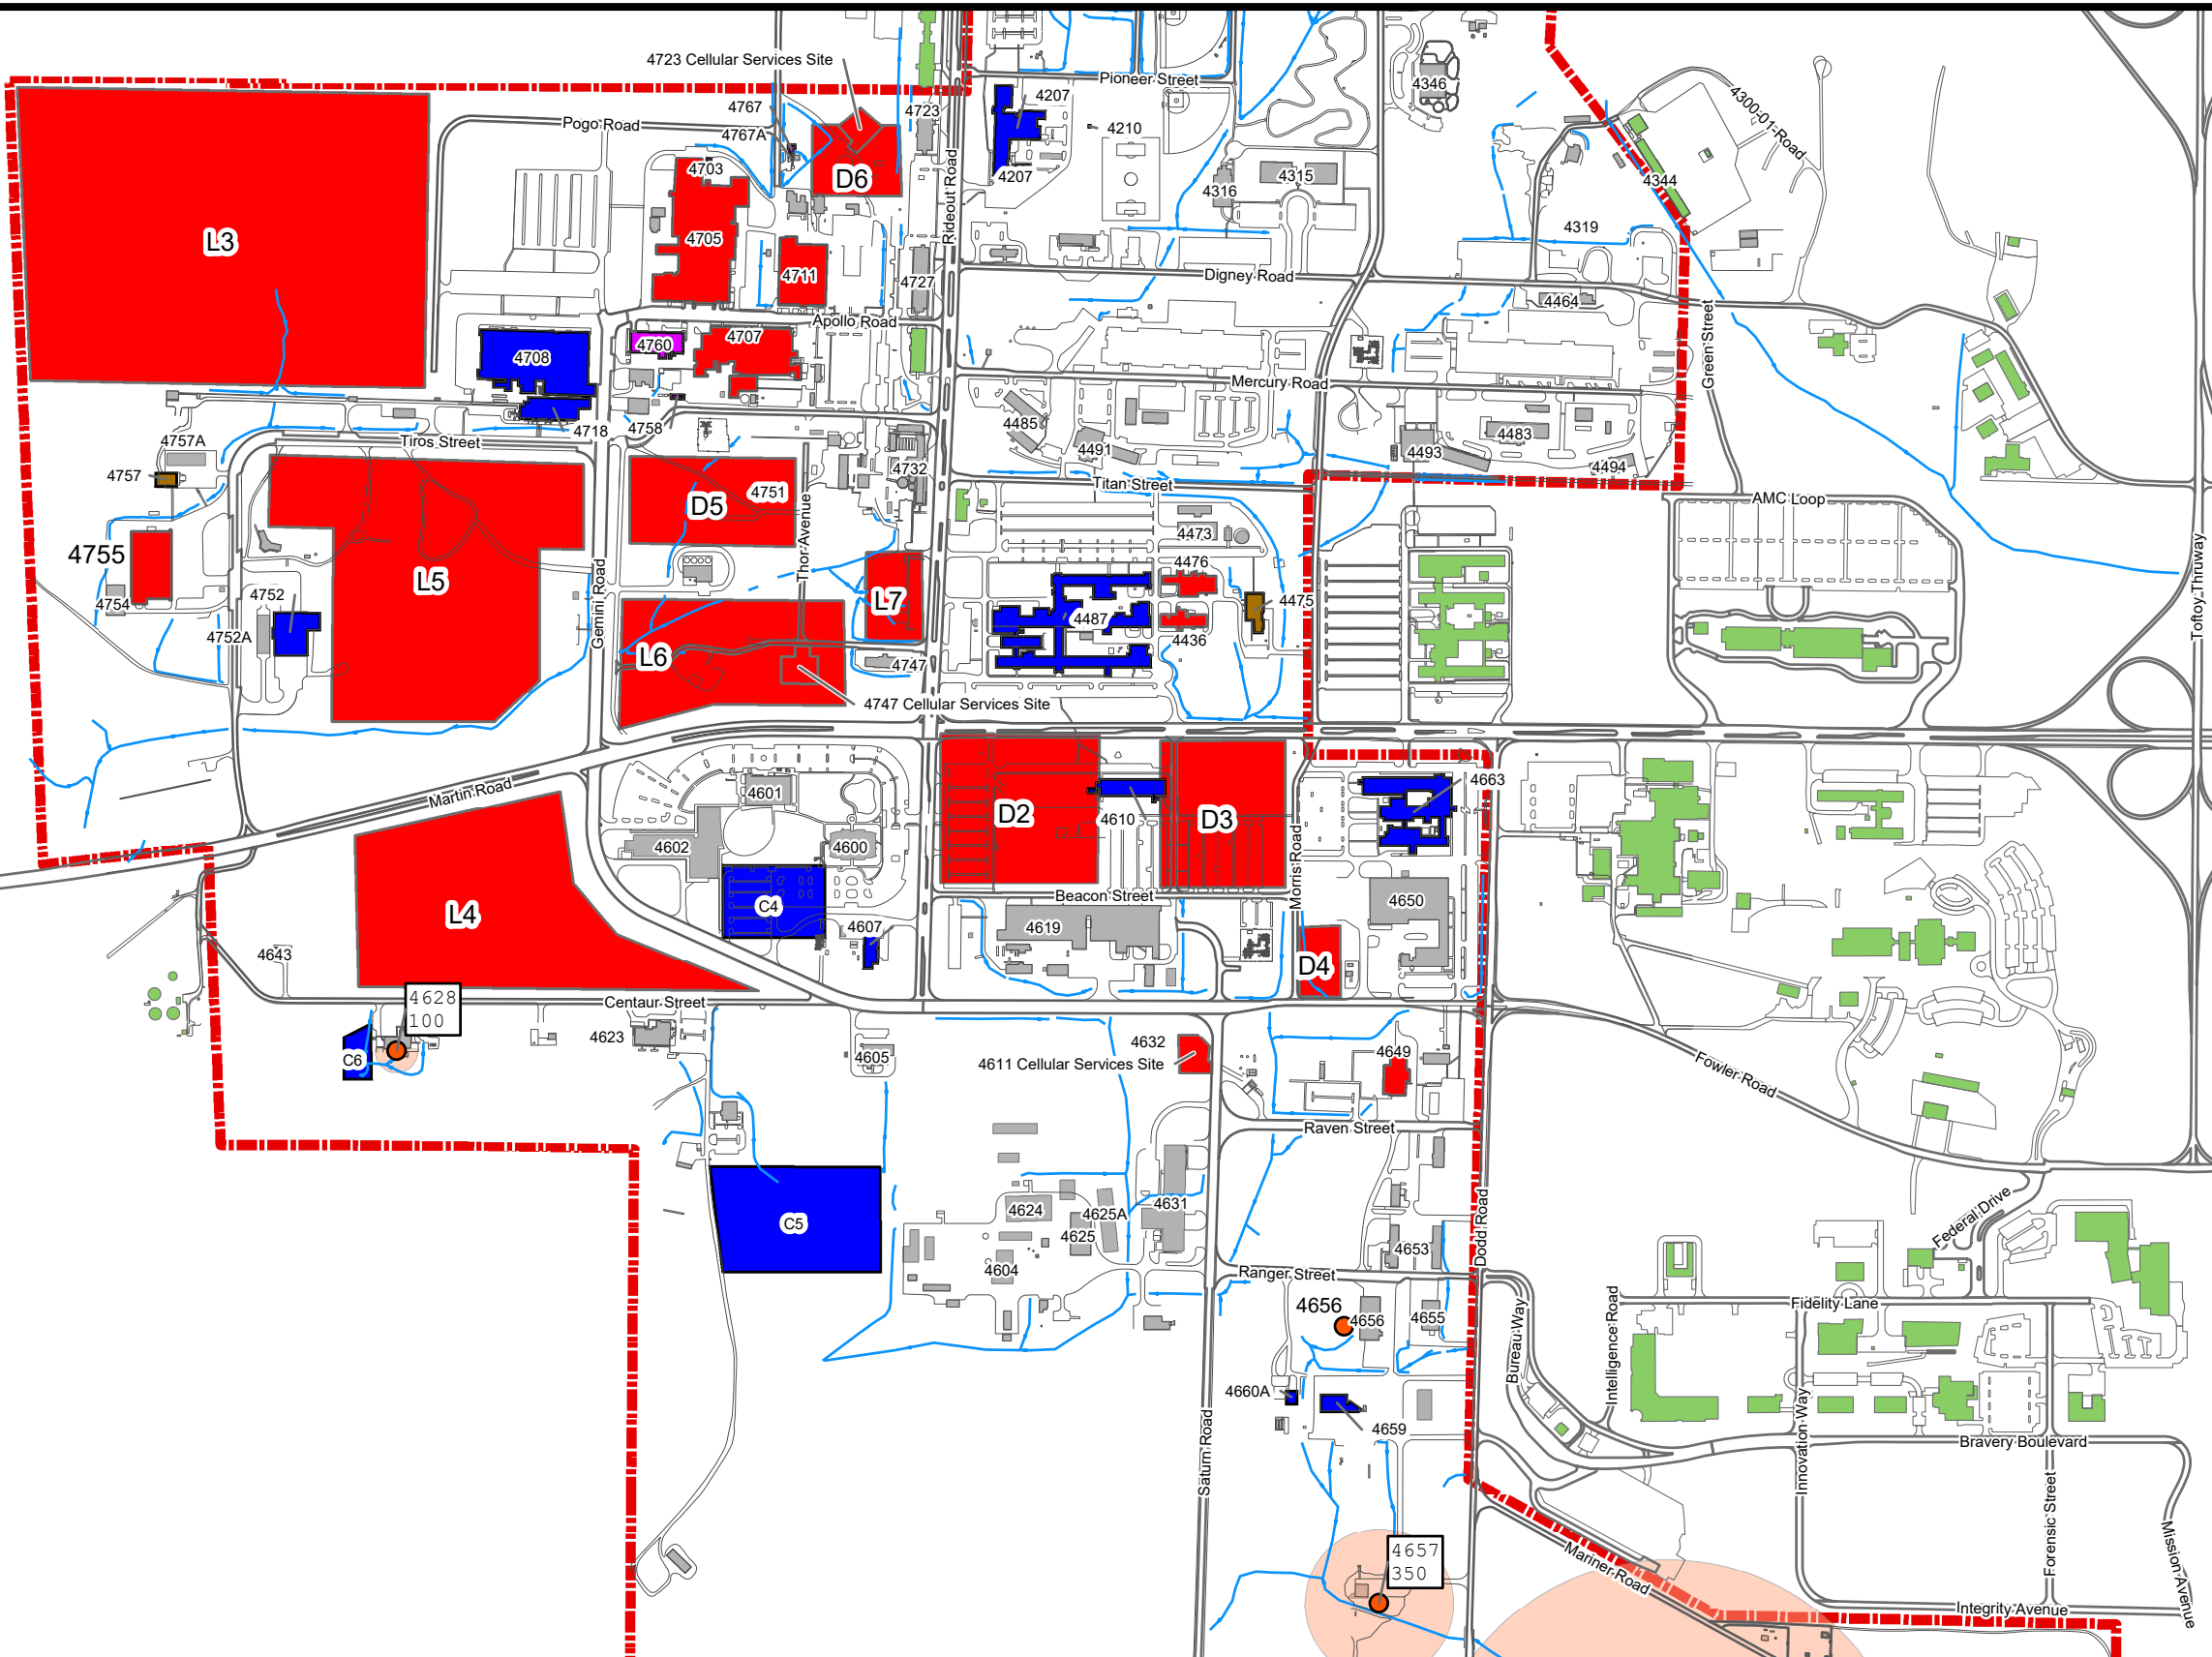 4723 Cellular Services Site
Pioneer Street
4346
4300-01-Road
4767
4723
4207
Pogo Road
4767A
4210
L3
4703
D6
Rideout Road
4207
4316
4315
4344
4705
4711
4727
4319
Digney Road
4464
Green Street
Apollo Road
4708
4760
4707
Mercury Road
4718
4758
4485
4483
4757A
Tiros Street
4491
4493
4494
4757
4732
Titan Street
D5
4751
AMC Loop
Thor Avenue
4473
4755
4476
Toftoy Thruway
L5
4754
4752
L7
4475
Gemini Road
4487
4752A
4436
L6
4747
4747 Cellular Services Site
4663
Martin Road
4601
D2
4610
D3
4602
4600
Morris Road
Beacon Street
C4
4650
L4
4607
4619
4643
D4
4628
100
Centaur Street
4623
4632
4605
4649
C6
4611 Cellular Services Site
Fowler Road
Raven Street
4631
Dodd Road
4624
4625A
Federal Drive
C5
4625
4653
4604
Ranger Street
4656
4656
4655
Fidelity Lane
Bureau Way
Intelligence Road
4660A
4659
Innovation Way
Bravery Boulevard
Saturn Road
Forensic Street
Mission Avenue
4657
350
Mariner Road
Integrity Avenue